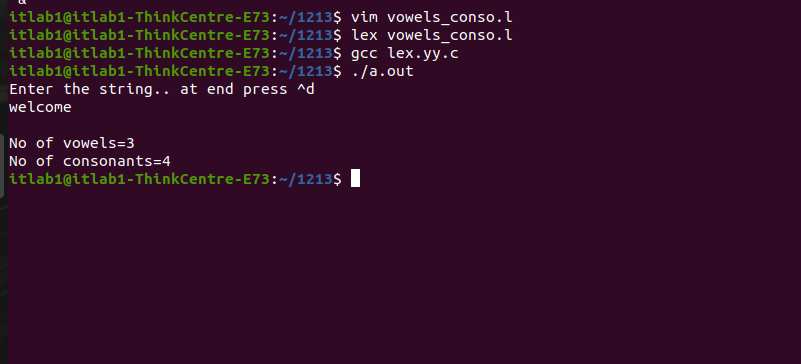 &
itlab1@itlab1-ThinkCentre-E73:~/1213$ vim vowels_conso.l
itlab1@itlab1-ThinkCentre-E73:~/1213$ lex vowels_conso.l
itlab1@itlab1-ThinkCentre-E73:~/1213$ gcc lex.yy.c
itlab1@itlab1-ThinkCentre-E73:~/1213$ ./a.out
Enter the string.. at end press ^d
welcome
No of vowels=3
No of consonants=4
itlab1@itlab1-ThinkCentre-E73:~/1213$